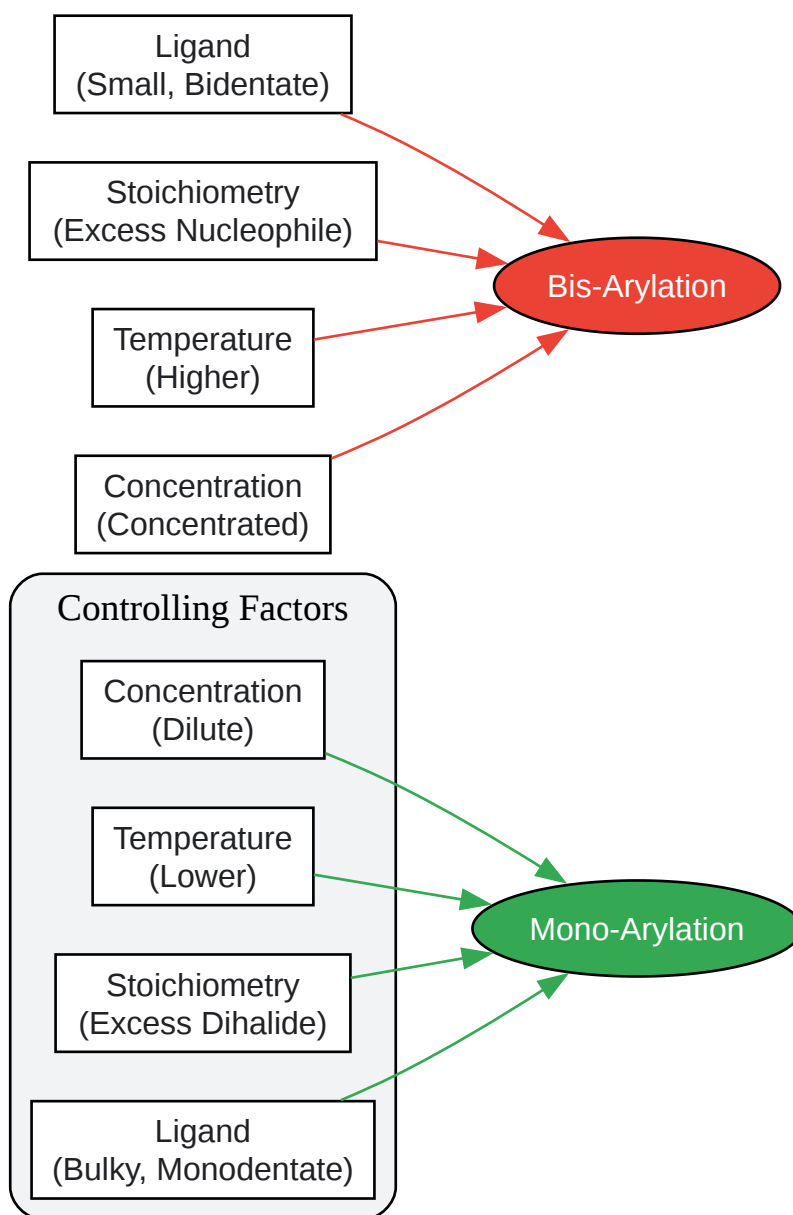 Ligand
(Small, Bidentate)
Stoichiometry
(Excess Nucleophile)
Bis-Arylation
Temperature
(Higher)
Concentration
(Concentrated)
Controlling Factors
Concentration
(Dilute)
Temperature
(Lower)
Mono-Arylation
Stoichiometry
(Excess Dihalide)
Ligand
(Bulky, Monodentate)